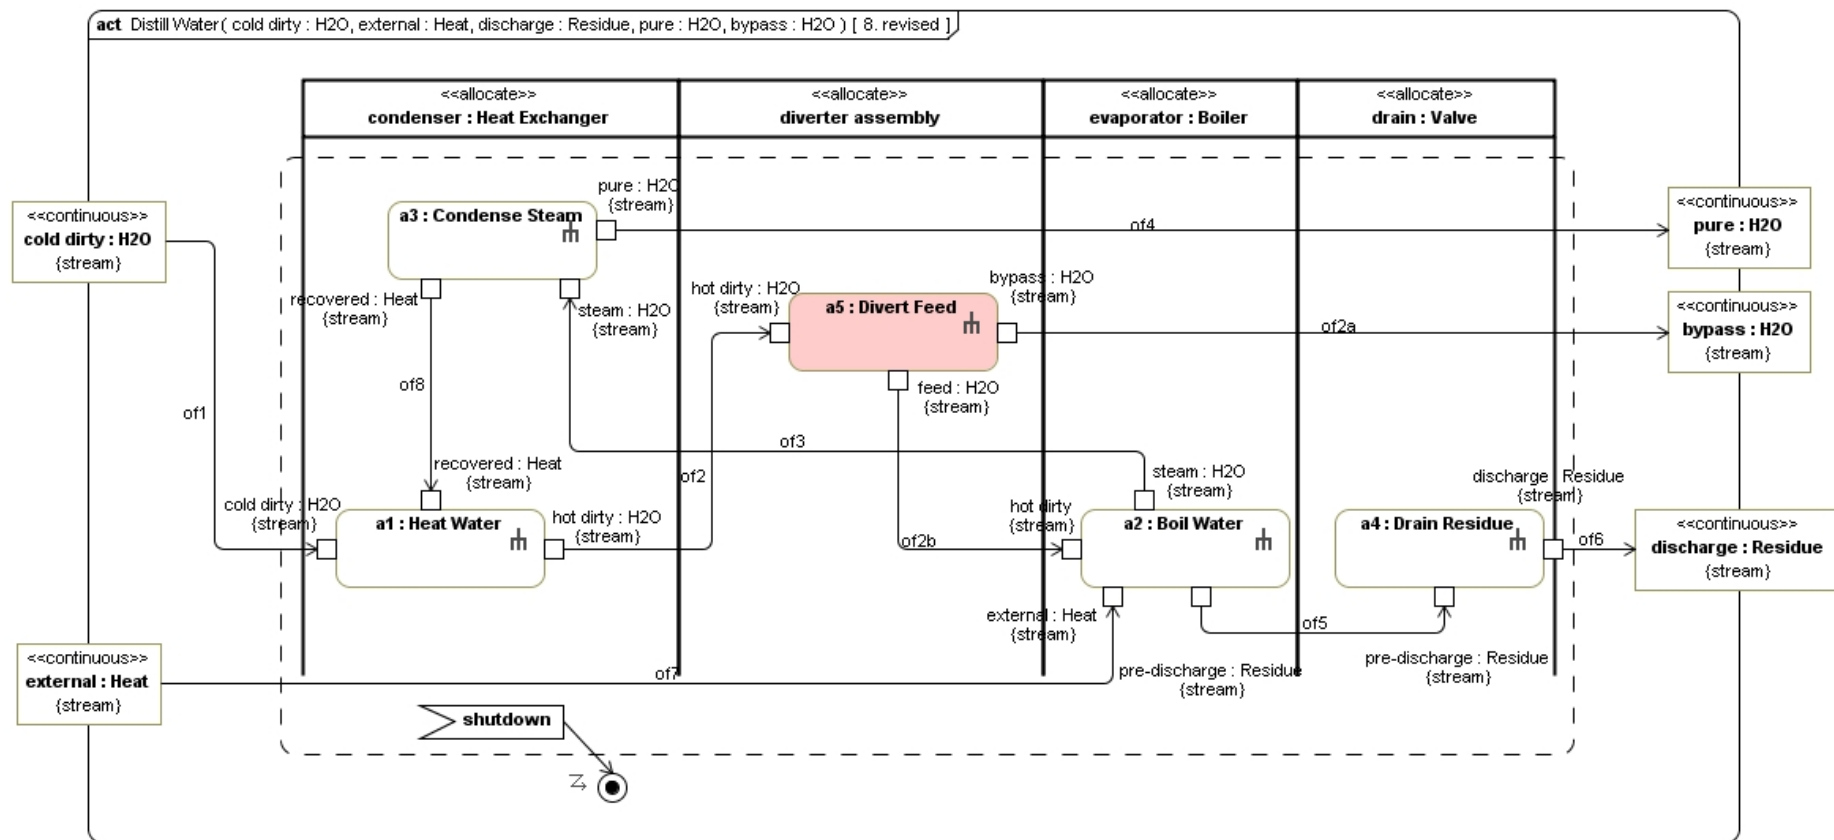 act Distill Water( cold dirty : H2O, external : Heat, discharge : Residue, pure : H2O, bypass : H2O ) [ 8. revised ]
<<allocate>>
condenser : Heat Exchanger
<<allocate>>
diverter assembly
<<allocate>>
evaporator : Boiler
<<allocate>>
drain : Valve
<<continuous>>
cold dirty : H2O
{stream}
a3 : Condense Steam
pure : H2O
{stream}
of4
<<continuous>>
pure : H2O
{stream}
recovered : Heat
{stream}
steam : H2O
{stream}
hot dirty : H2O
{stream}
a5 : Divert Feed
bypass : H2O
{stream}
of2a
<<continuous>>
bypass : H2O
{stream}
feed : H2O
{stream}
of8
of1
of3
of2
recovered : Heat
{stream}
steam : H2O
{stream}
discharge : Residue
{stream}
cold dirty : H2O
{stream}
a1 : Heat Water
hot dirty : H2O
{stream}
of2b
hot dirty
{stream}
a2 : Boil Water
a4 : Drain Residue
of6
<<continuous>>
discharge : Residue
{stream}
external : Heat
{stream}
of5
<<continuous>>
external : Heat
{stream}
of7
pre-discharge : Residue
{stream}
pre-discharge : Residue
{stream}
shutdown